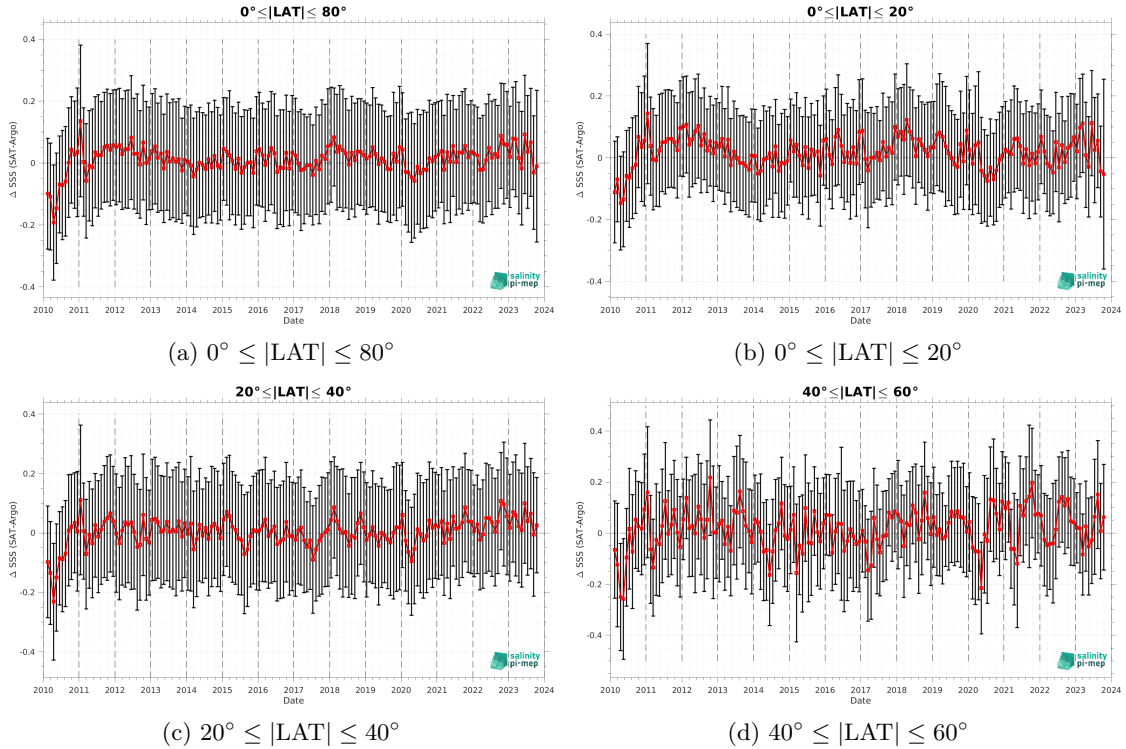 0°≤|LAT|≤ 80°
Δ SSS (SAT-Argo)
0.4
0.2
0
-0.2
-0.4
2010 2011 2012 2013 2014 2015 2016 2017 2018 2019 2020 2021 2022 2023 2024
Date
salinity
pi-mep
(a) 0° ≤ |LAT| ≤ 80°
0°≤|LAT|≤ 20°
Δ SSS (SAT-Argo)
0.4
0.2
0
-0.2
-0.4
2010 2011 2012 2013 2014 2015 2016 2017 2018 2019 2020 2021 2022 2023 2024
Date
salinity
pi-mep
(b) 0° ≤ |LAT| ≤ 20°
20°≤|LAT|≤ 40°
Δ SSS (SAT-Argo)
0.4
0.2
0
-0.2
-0.4
2010 2011 2012 2013 2014 2015 2016 2017 2018 2019 2020 2021 2022 2023 2024
Date
salinity
pi-mep
(c) 20° ≤ |LAT| ≤ 40°
40°≤|LAT|≤ 60°
Δ SSS (SAT-Argo)
0.4
0.2
0
-0.2
-0.4
2010 2011 2012 2013 2014 2015 2016 2017 2018 2019 2020 2021 2022 2023 2024
Date
salinity
pi-mep
(d) 40° ≤ |LAT| ≤ 60°